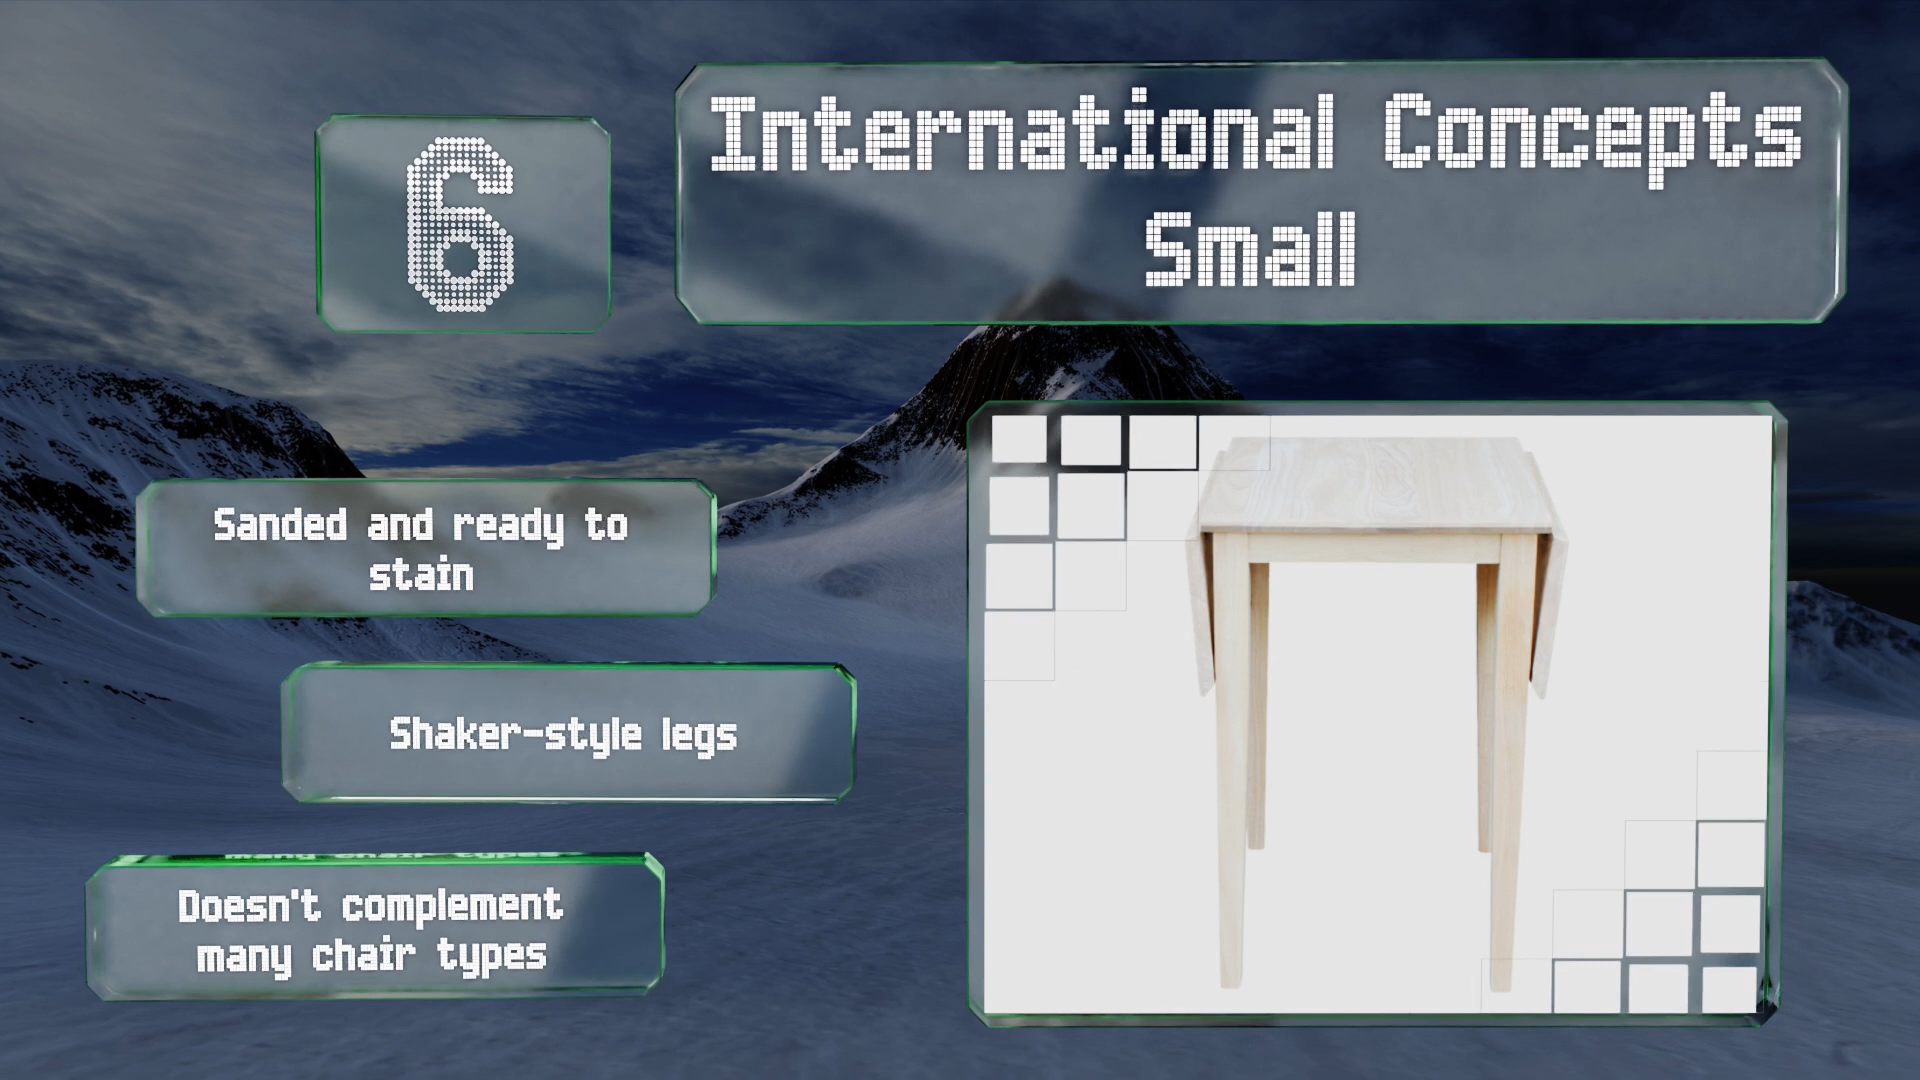 6
International Concepts
Small
Sanded and ready to
stain
Shaker-style legs
Doesn't complement
many chair types